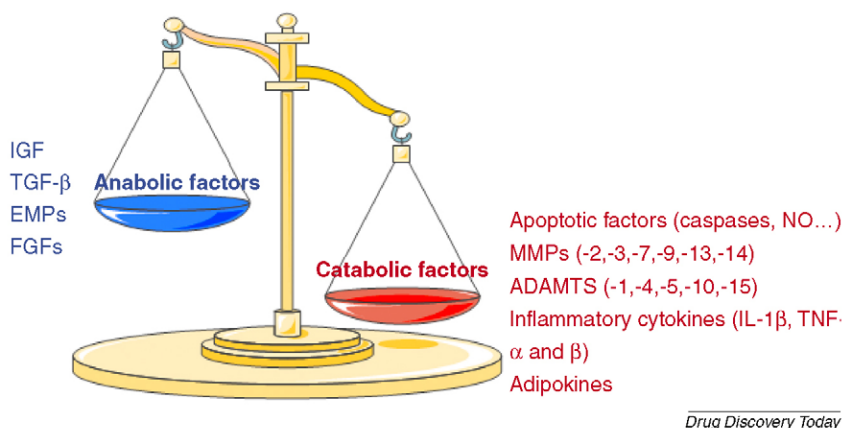 IGF
TGF-β
EMPs
FGFs
Anabolic factors
Catabolic factors
Apoptotic factors (caspases, NO...)
MMPs (-2,-3,-7,-9,-13,-14)
ADAMTS (-1,-4,-5,-10,-15)
Inflammatory cytokines (IL-1β, TNF-
α and β)
Adipokines
Drug Discovery Today